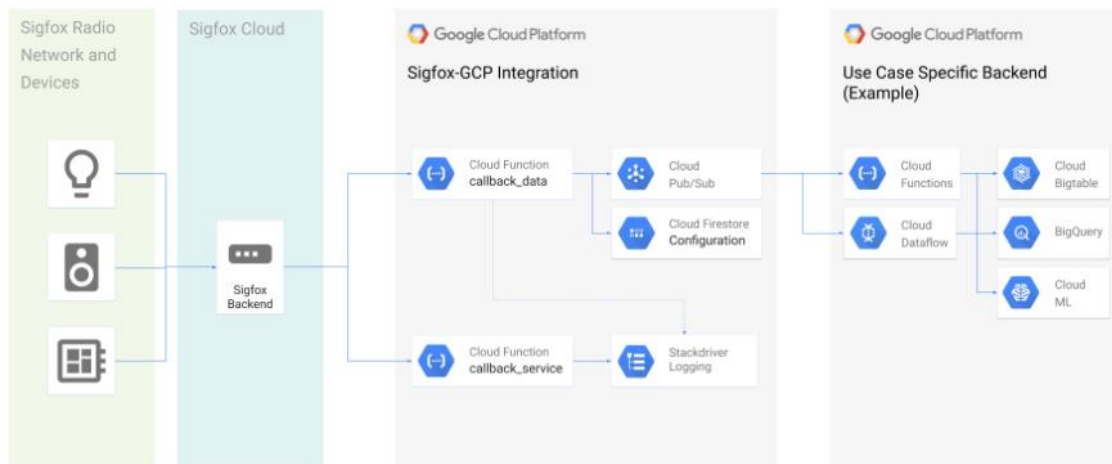 Sigfox Radio
Network and
Devices
Sigfox Cloud
Sigfox
Backend
Google Cloud Platform
Sigfox-GCP Integration
Cloud Function
callback_data
Cloud
Pub/Sub
Cloud Firestore
Configuration
Cloud Function
callback_service
Stackdriver
Logging
Google Cloud Platform
Use Case Specific Backend
(Example)
Cloud
Functions
Cloud
Bigtable
Cloud
Dataflow
BigQuery
Cloud
ML